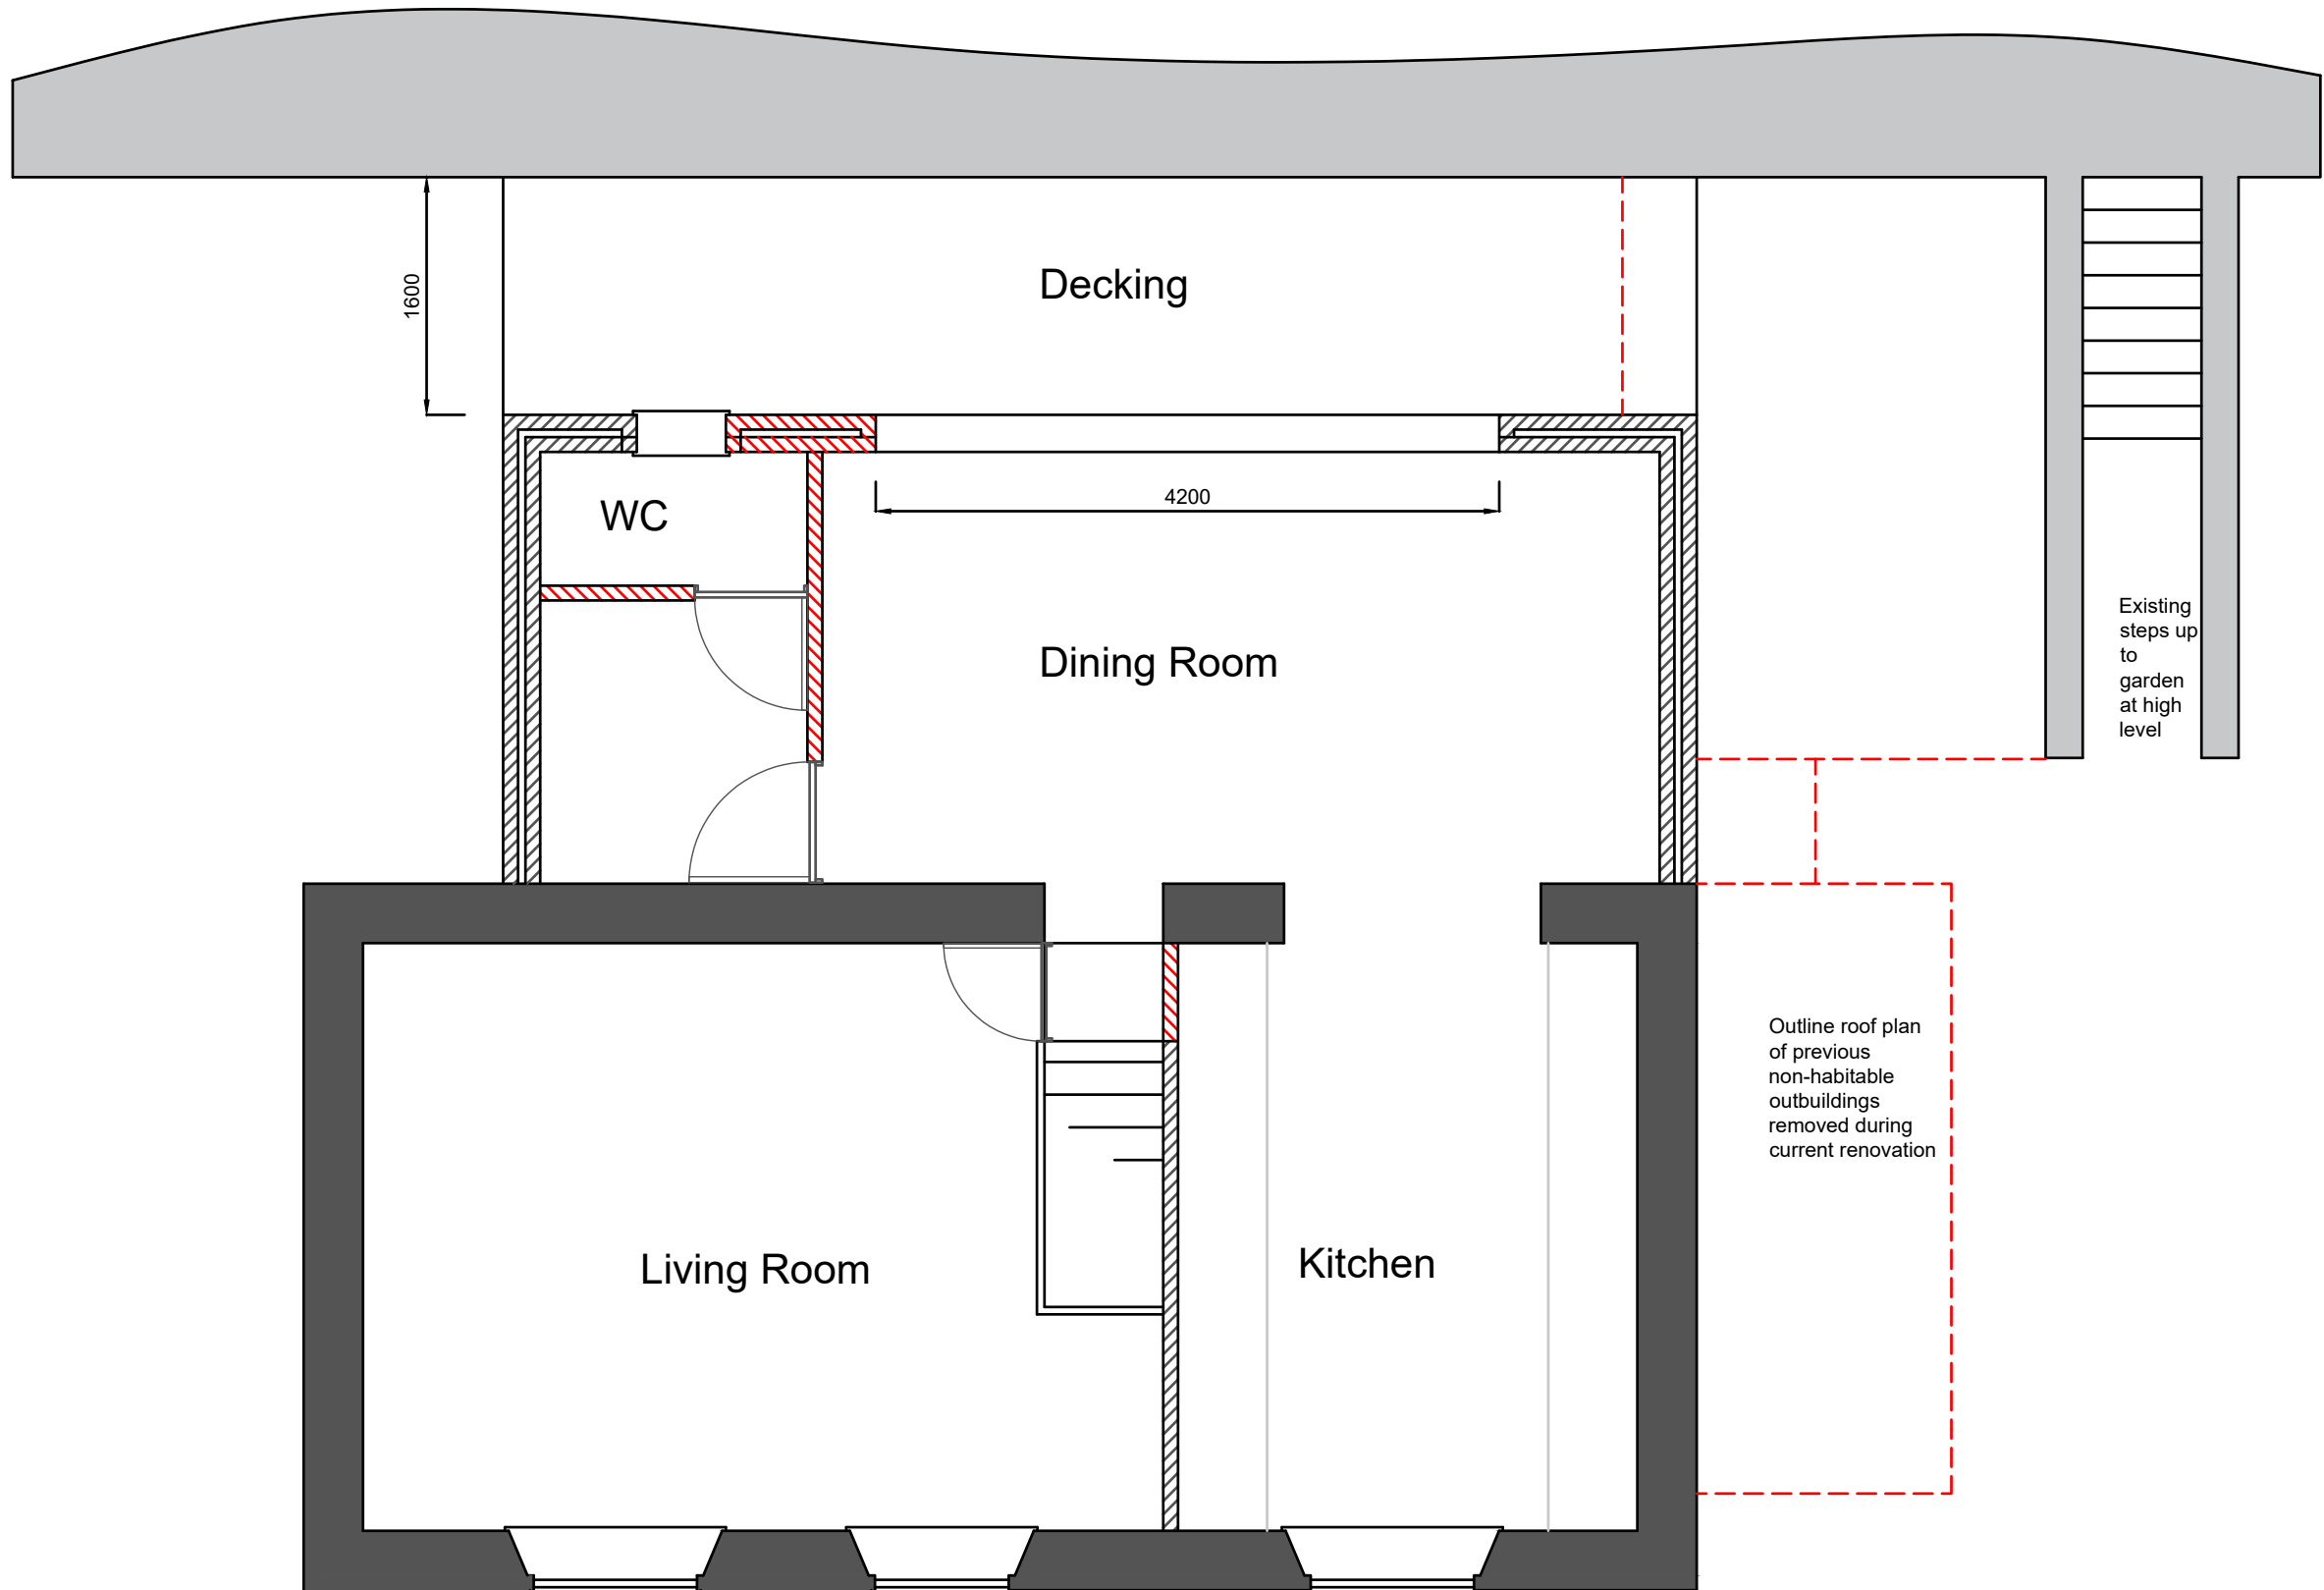 Decking
1600
4200
WC
Existing
steps up
to
garden
at high
level
Dining Room
Outline roof plan
of previous
non-habitable
outbuildings
removed during
current renovation
Living Room
Kitchen